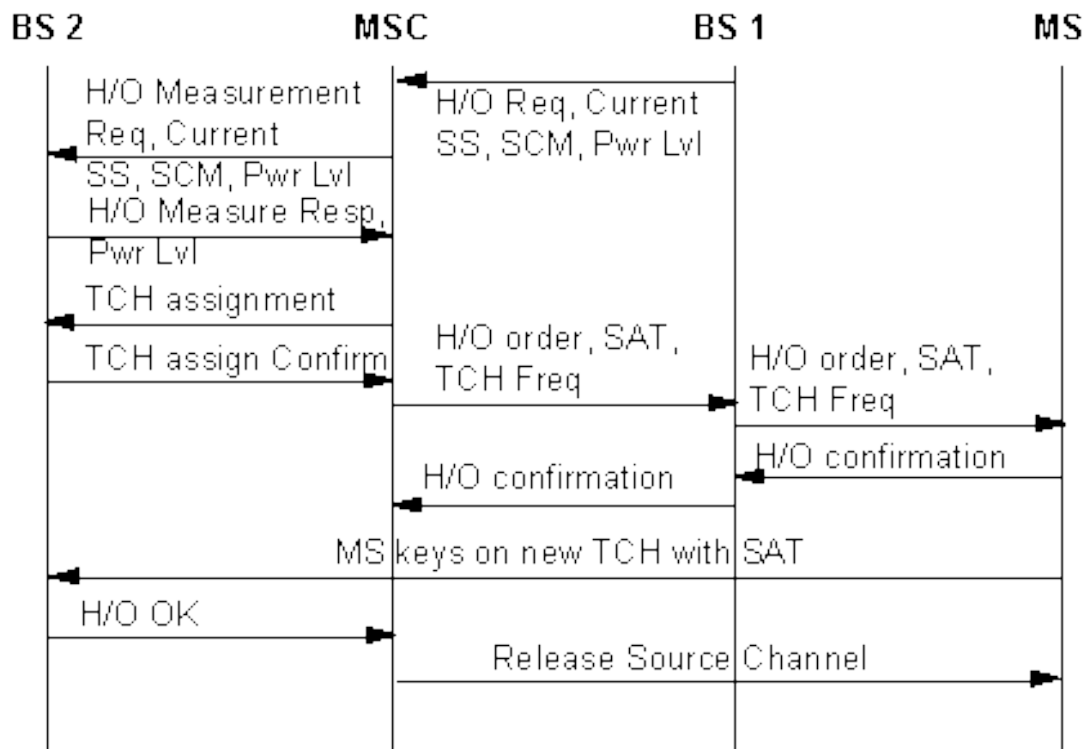 BS 2 MSC BS 1 MS
H/O Measurement
Req, Current
SS, SCM, Pwr Lvl
H/O Req, Current
SS, SCM, Pwr Lvl
H/O Measure Resp,
Pwr Lvl
TCH assignment
TCH assign Confirm
H/O order, SAT,
TCH Freq
H/O order, SAT,
TCH Freq
H/O confirmation
H/O confirmation
MS keys on new TCH with SAT
H/O OK
Release Source Channel